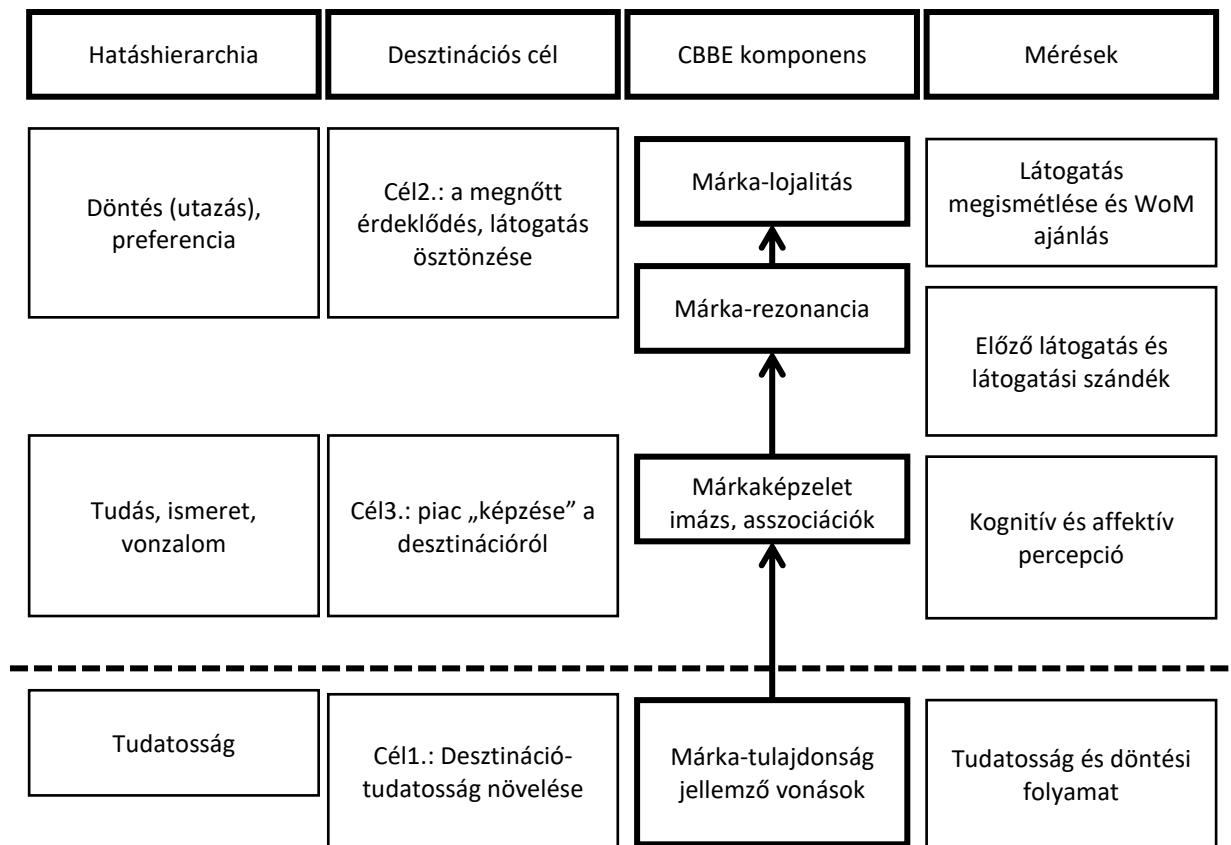 Hatáshierarchia
Desztinációs cél
CBBE komponens
Mérések
Döntés (utazás),
preferencia
Cél2.: a megnőtt
érdeklődés, látogatás
ösztönzése
Márka-lojalitás
Márka-rezonancia
Látogatás
megismétlése és WoM
ajánlás
Előző látogatás és
látogatási szándék
Tudás, ismeret,
vonzalom
Cél3.: piac „képzése” a
desztinációról
Márkaképzelet
imázs, asszociációk
Kognitív és affektív
percepció
Tudatosság
Cél1.: Desztináció-
tudatosság növelése
Márka-tulajdonság
jellemző vonások
Tudatosság és döntési
folyamat